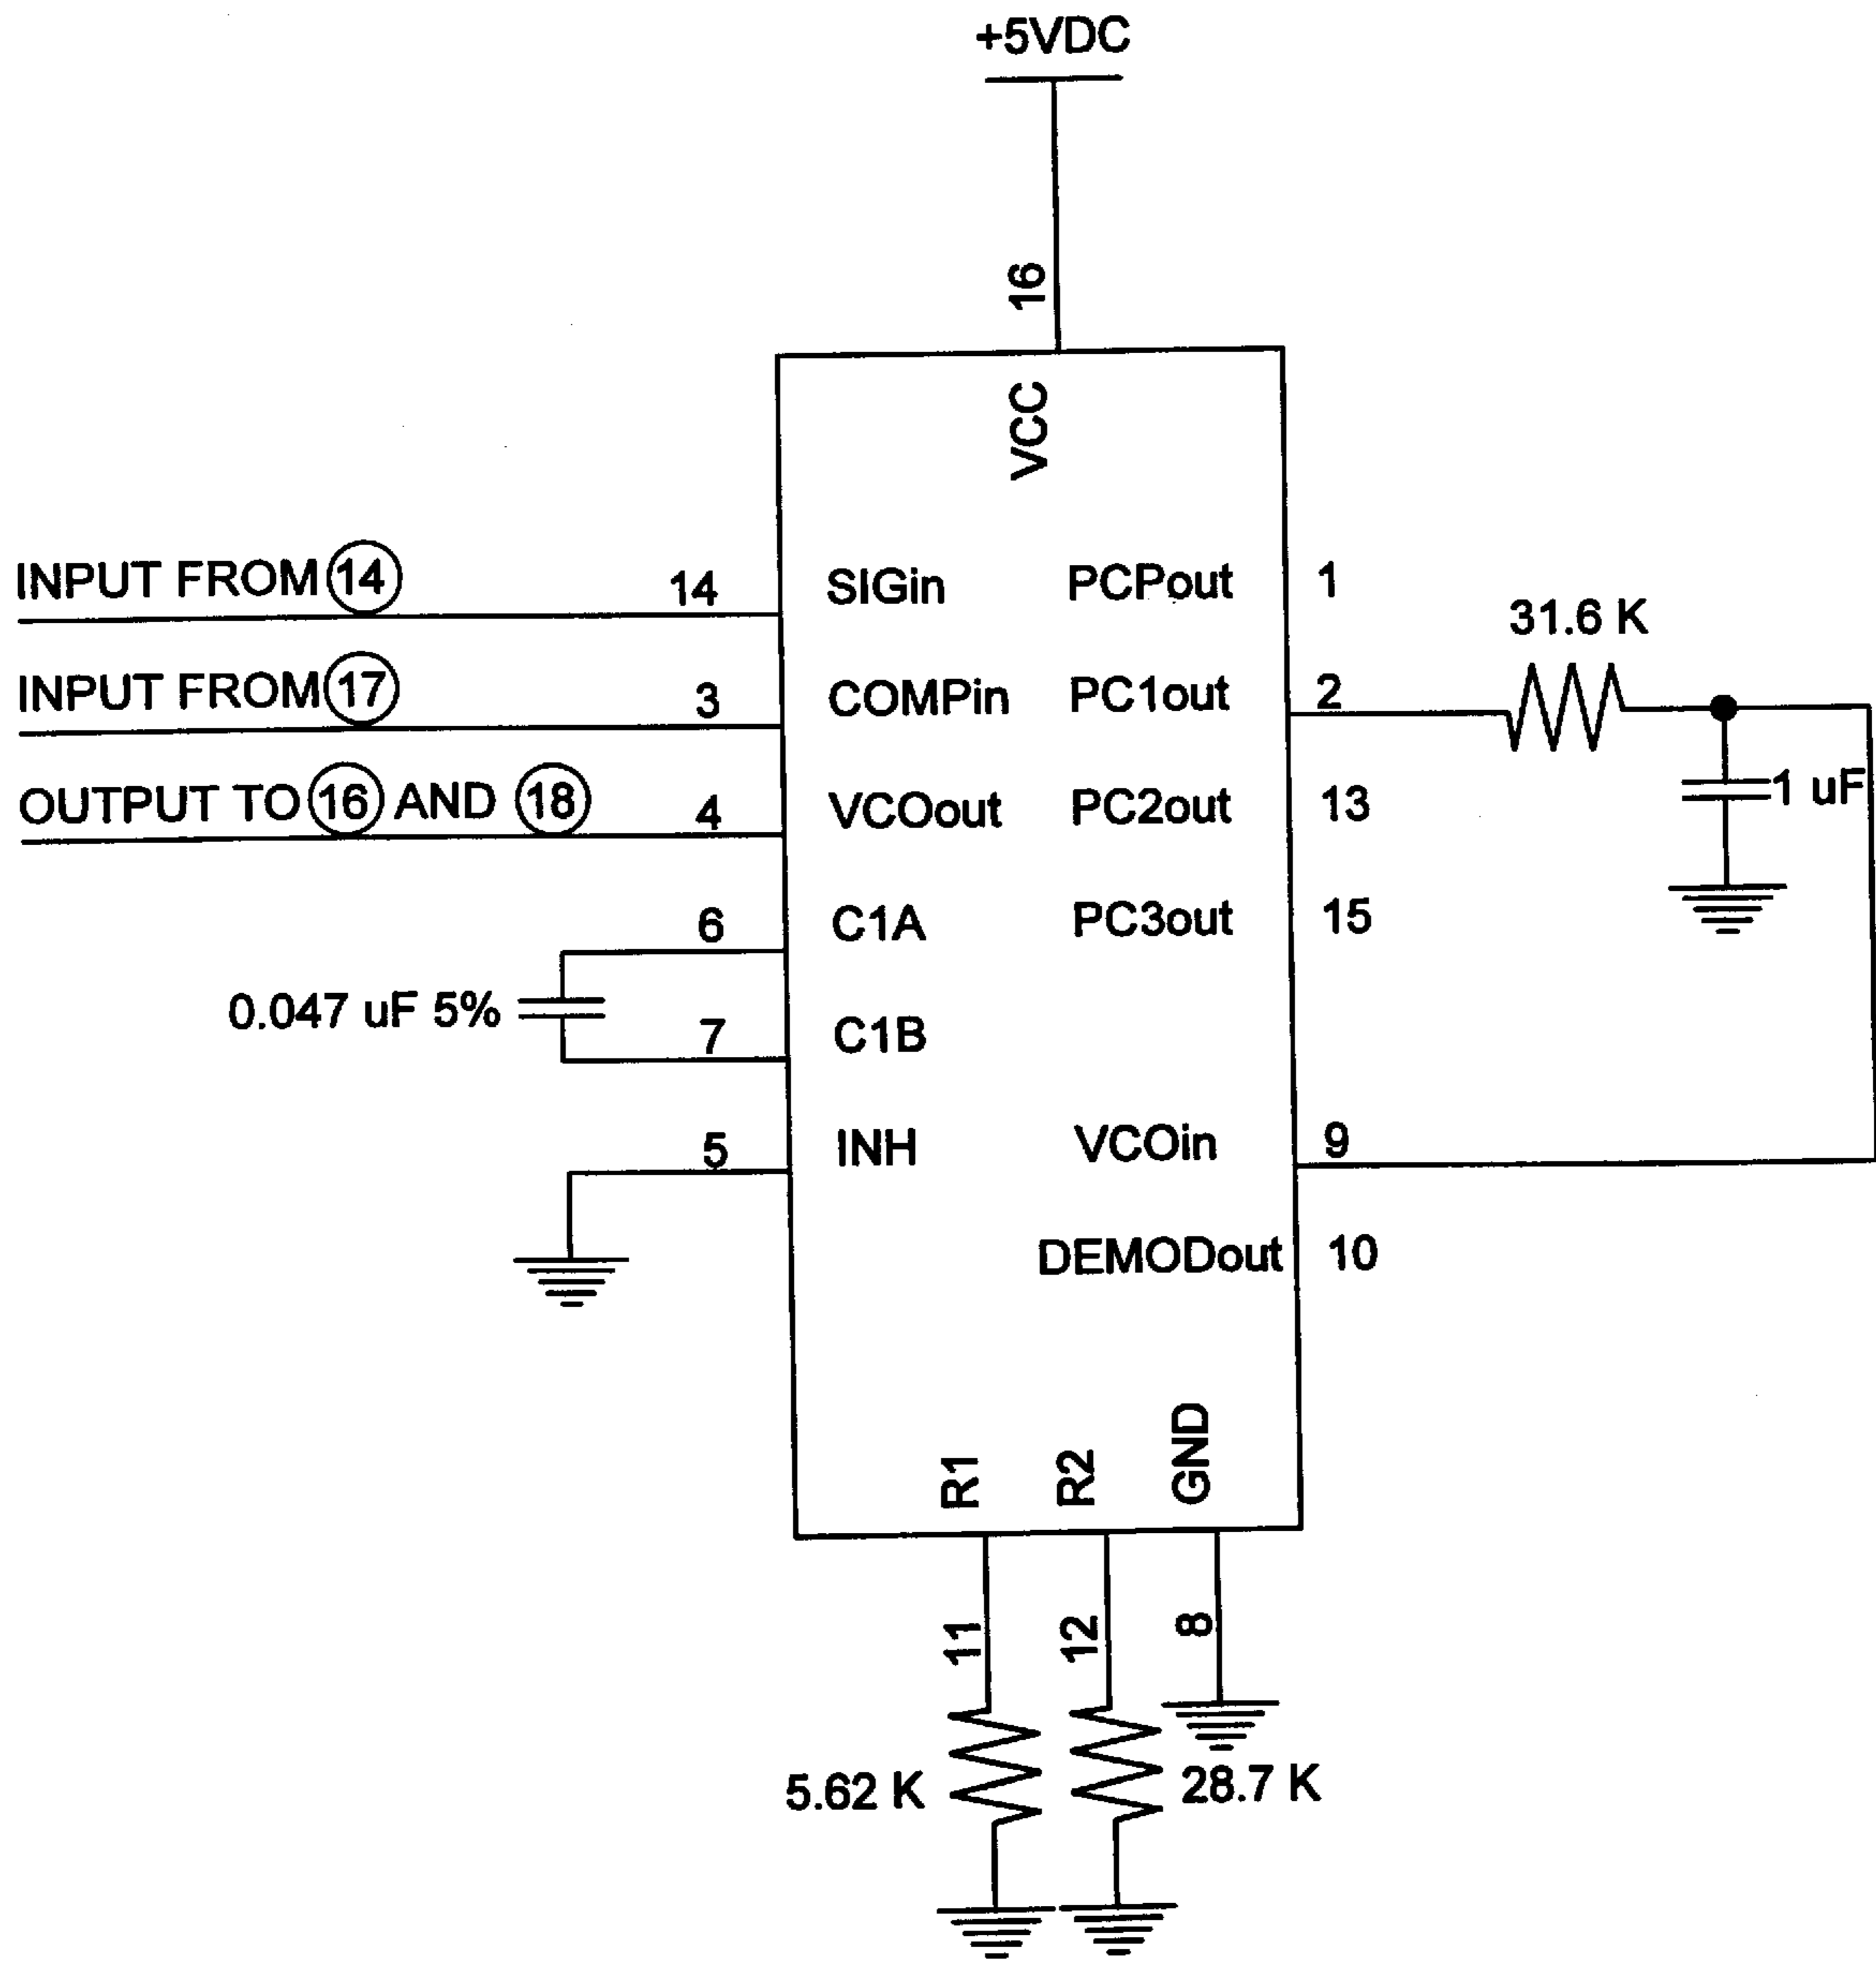 +5VDC
16
VCC
INPUT FROM 14
14
SIGin
PCPout
1
31.6 K
INPUT FROM 17
3
COMPin
PC1out
2
OUTPUT TO 16 AND 18
4
VCOout
PC2out
13
1 uF
6
C1A
PC3out
15
0.047 uF 5%
7
C1B
5
INH
VCOin
9
DEMODout
10
R1
R2
GND
11
12
8
5.62 K
28.7 K